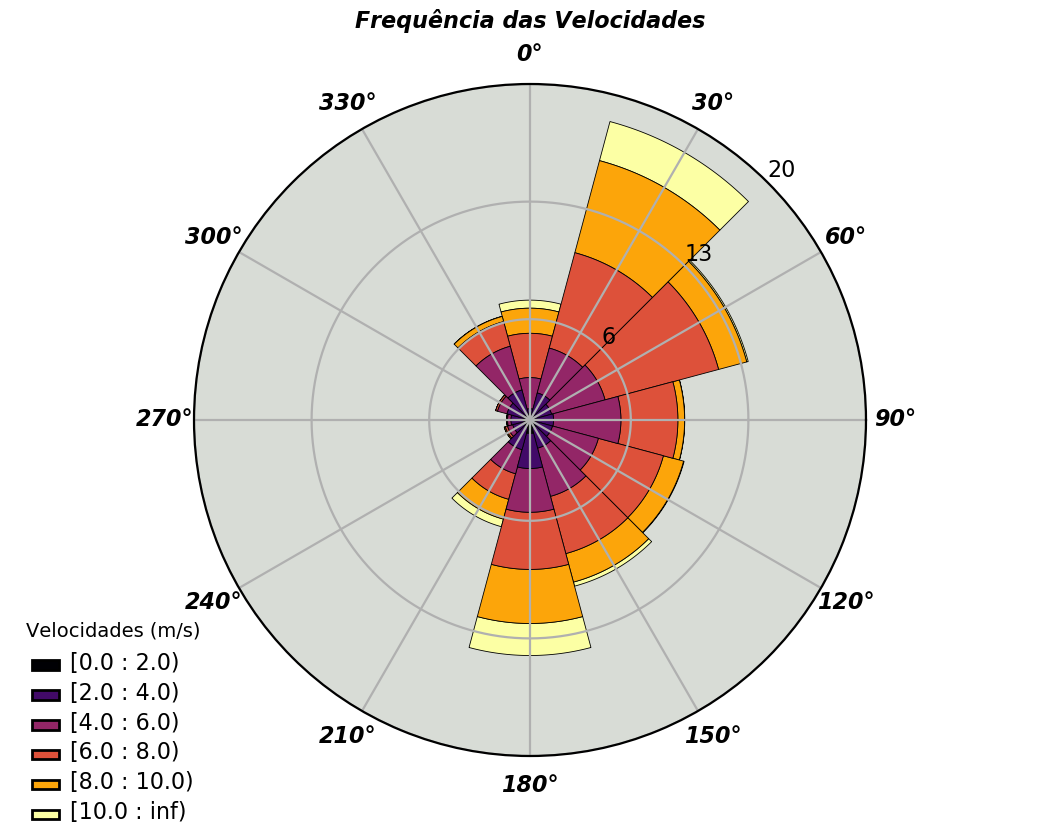 Frequência das Velocidades
0°
330°
30°
20
300°
60°
13
6
270°
90°
240°
120°
210°
150°
180°
Velocidades (m/s)
[0.0 : 2.0)
[2.0 : 4.0)
[4.0 : 6.0)
[6.0 : 8.0)
[8.0 : 10.0)
[10.0 : inf)